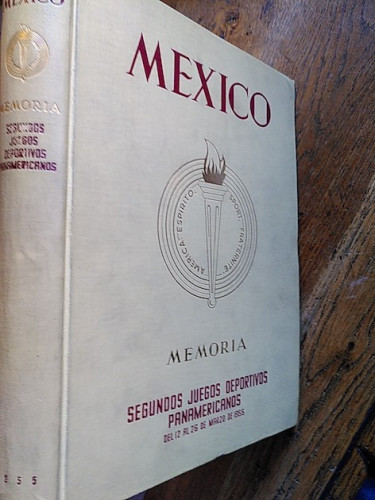 MEXICO
MEMORIA
SEGUNDOS
JUEGOS
DEPORTIVOS
PANAMERICANOS
955
MEXICO
AMERICA·ESPIRITO·SPORT·FRATERNITE
MEMORIA
SEGUNDOS JUEGOS DEPORTIVOS
PANAMERICANOS
DEL 12 AL 26 DE MARZO DE 1955